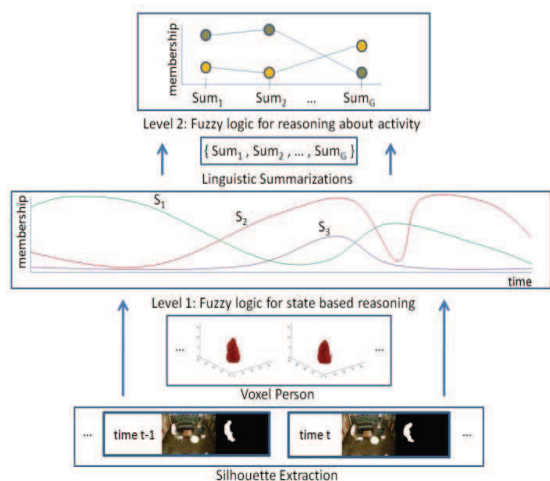 membership
Sum1 Sum2 ... SumG
Level 2: Fuzzy logic for reasoning about activity
{ Sum1 , Sum2 , ... , SumG }
Linguistic Summarizations
membership
S1
S2
S3
time
Level 1: Fuzzy logic for state based reasoning
... ...
Voxel Person
... time t-1 time t ...
Silhouette Extraction